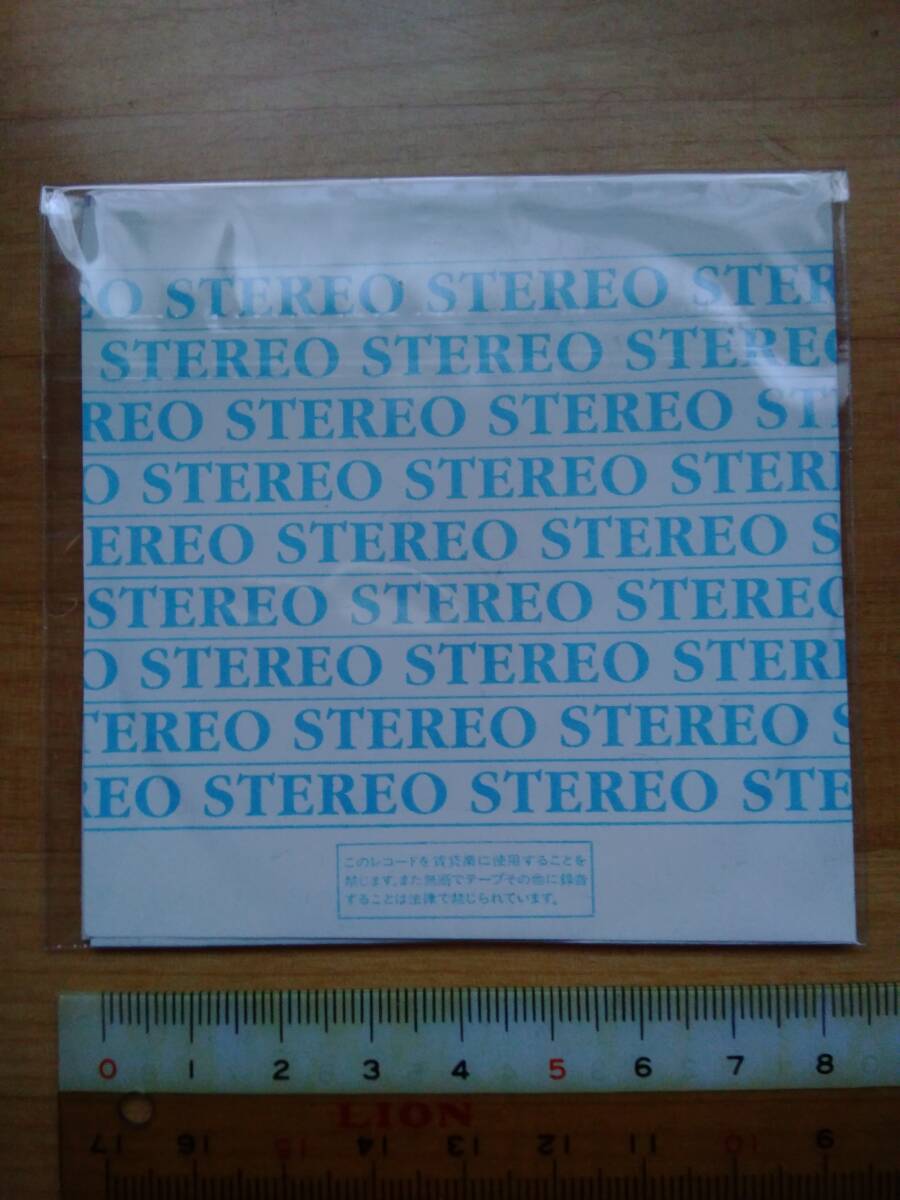 EO STEREO STEREO STER
STEREO STEREO STEREO
REO STEREO STEREO ST
O STEREO STEREO STER
EREO STEREO STEREO S
STEREO STEREO STEREO
O STEREO STEREO STER
TEREO STEREO STEREO S
REO STEREO STEREO STE
このレコードを賃貸業に使用することを
禁じます。また無断でテープその他に録音
することは法律で禁じられています。
0 1 2 3 4 5 6 7 8
LION
17 16 15 14 13 12 11 10 9